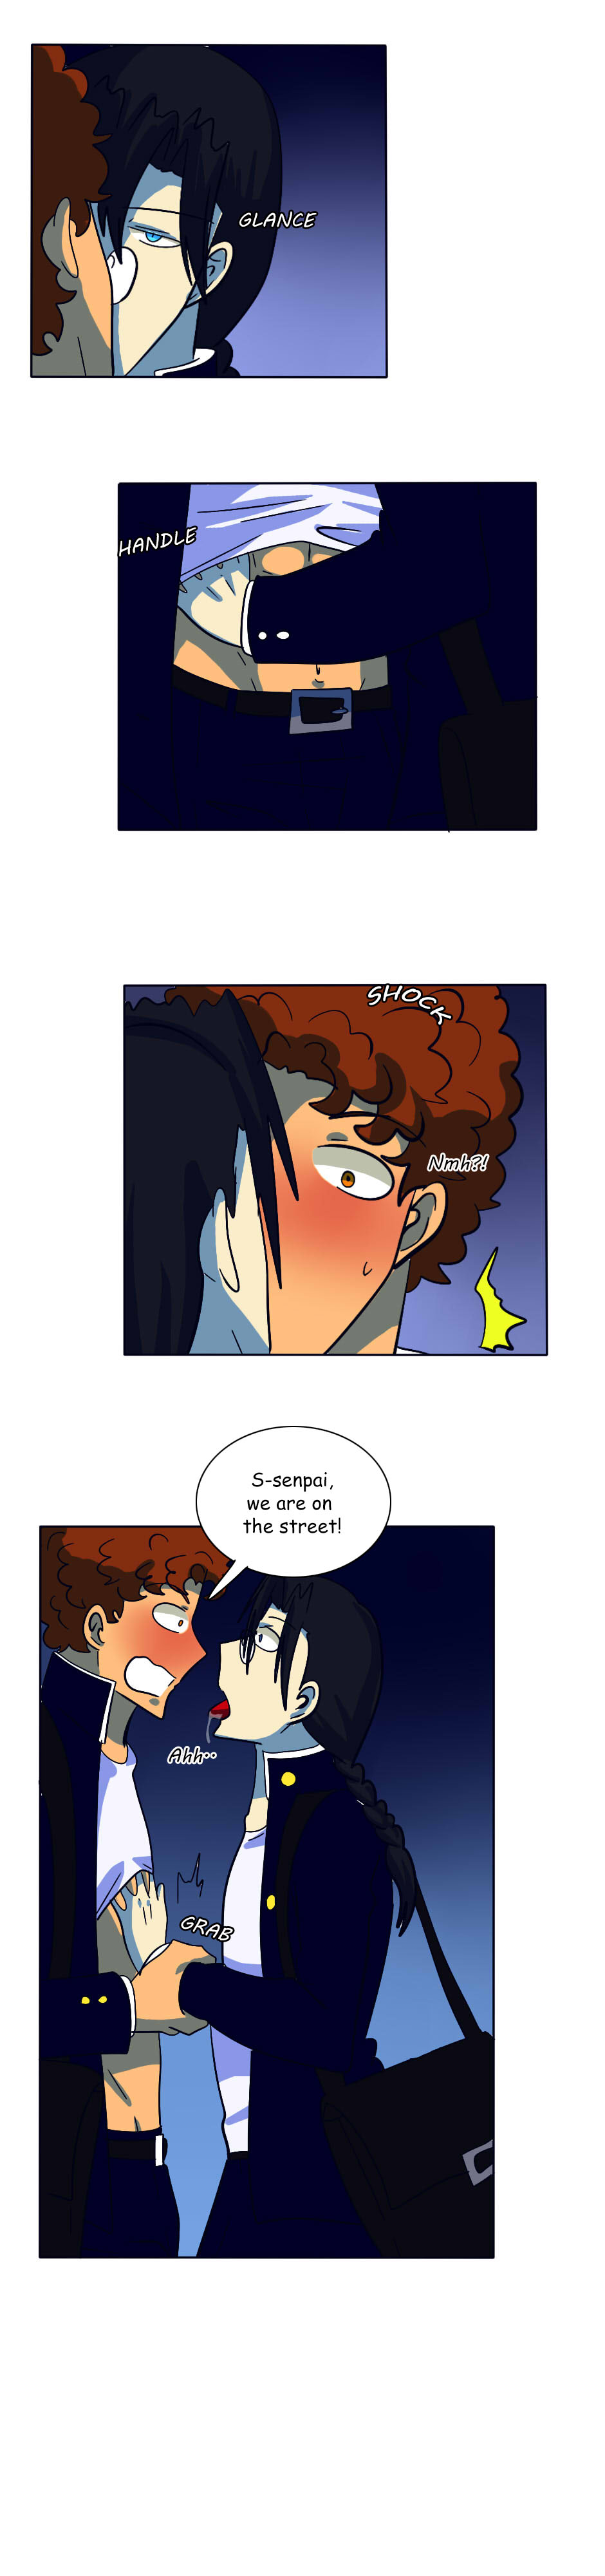 GLANCE
HANDLE
SHOCK
Nmh?!
S-senpai,
we are on
the street!
Ahh..
GRAB